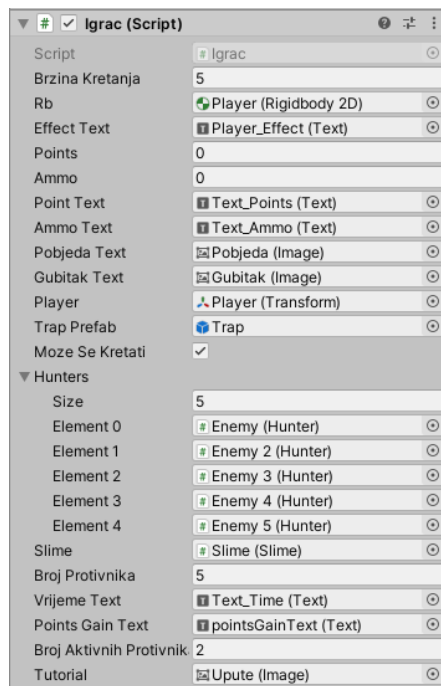 # Igrac (Script)
Script # Igrac
Brzina Kretanja 5
Rb Player (Rigidbody 2D)
Effect Text Player_Effect (Text)
Points 0
Ammo 0
Point Text Text_Points (Text)
Ammo Text Text_Ammo (Text)
Pobjeda Text Pobjeda (Image)
Gubitak Text Gubitak (Image)
Player Player (Transform)
Trap Prefab Trap
Moze Se Kretati
Hunters
Size 5
Element 0 # Enemy (Hunter)
Element 1 # Enemy 2 (Hunter)
Element 2 # Enemy 3 (Hunter)
Element 3 # Enemy 4 (Hunter)
Element 4 # Enemy 5 (Hunter)
Slime # Slime (Slime)
Broj Protivnika 5
Vrijeme Text Text_Time (Text)
Points Gain Text pointsGainText (Text)
Broj Aktivnih Protivnik 2
Tutorial Upute (Image)